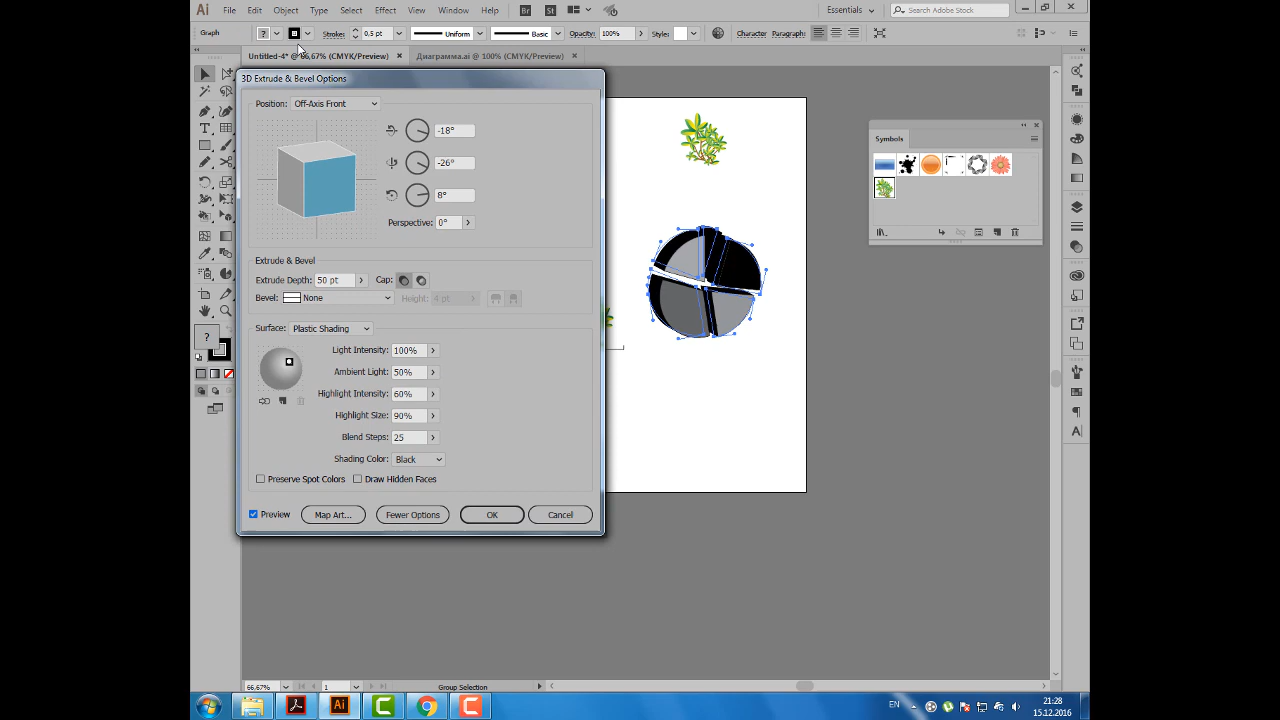 Ai File Edit Object Type Select Effect View Window Help Br St Essentials Search Adobe Stock
Graph ? Strokes 0.5 pt Uniform Basic Opacity: 100% Style: Character Paragraph:
Untitled-4* @ 66,67% (CMYK/Preview) × Диаграмма.ai @ 100% (CMYK/Preview) ×
3D Extrude & Bevel Options
Position: Off-Axis Front
-18°
-26°
8°
Perspective: 0°
Extrude & Bevel
Extrude Depth: 50 pt Cap:
Bevel: None Height: 4 pt
Surface: Plastic Shading
Light Intensity: 100%
Ambient Light: 50%
Highlight Intensity: 60%
Highlight Size: 90%
Blend Steps: 25
Shading Color: Black
Preserve Spot Colors Draw Hidden Faces
Preview Map Art... Fewer Options OK Cancel
Symbols
?
66,67% 1 Group Selection
EN 21:28
15.12.2016